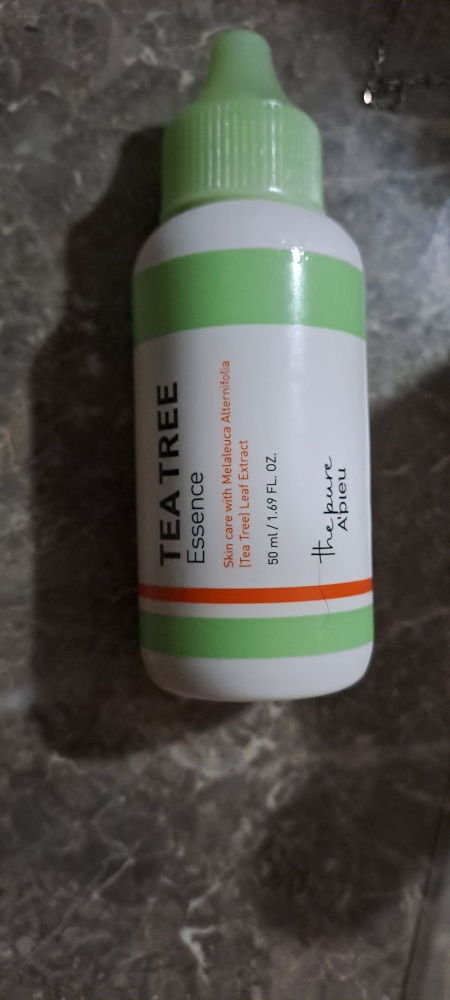 TEA TREE
Essence
Skin care with Melaleuca Alternifolia
(Tea Tree) Leaf Extract
50 ml / 1.69 FL. OZ.
the pure
A'bieu